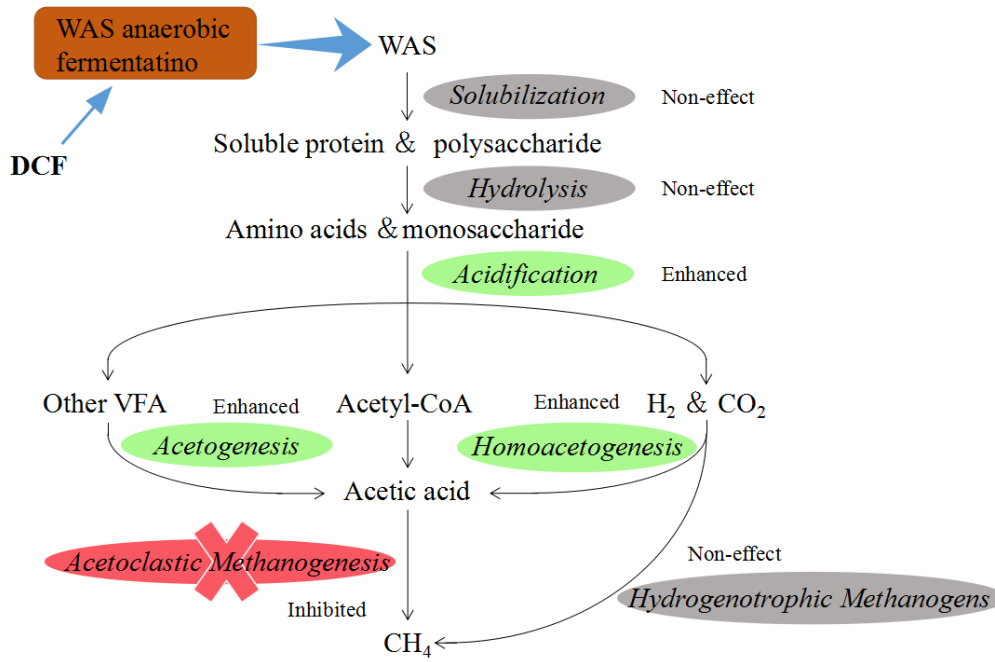 WAS anaerobic
fermentatino
WAS
DCF
Solubilization
Non-effect
Soluble protein & polysaccharide
Hydrolysis
Non-effect
Amino acids & monosaccharide
Acidification
Enhanced
Other VFA
Enhanced
Acetyl-CoA
Enhanced
H₂ & CO₂
Acetogenesis
Homoacetogenesis
Acetic acid
Acetoclastic Methanogenesis
Non-effect
Inhibited
Hydrogenotrophic Methanogens
CH₄